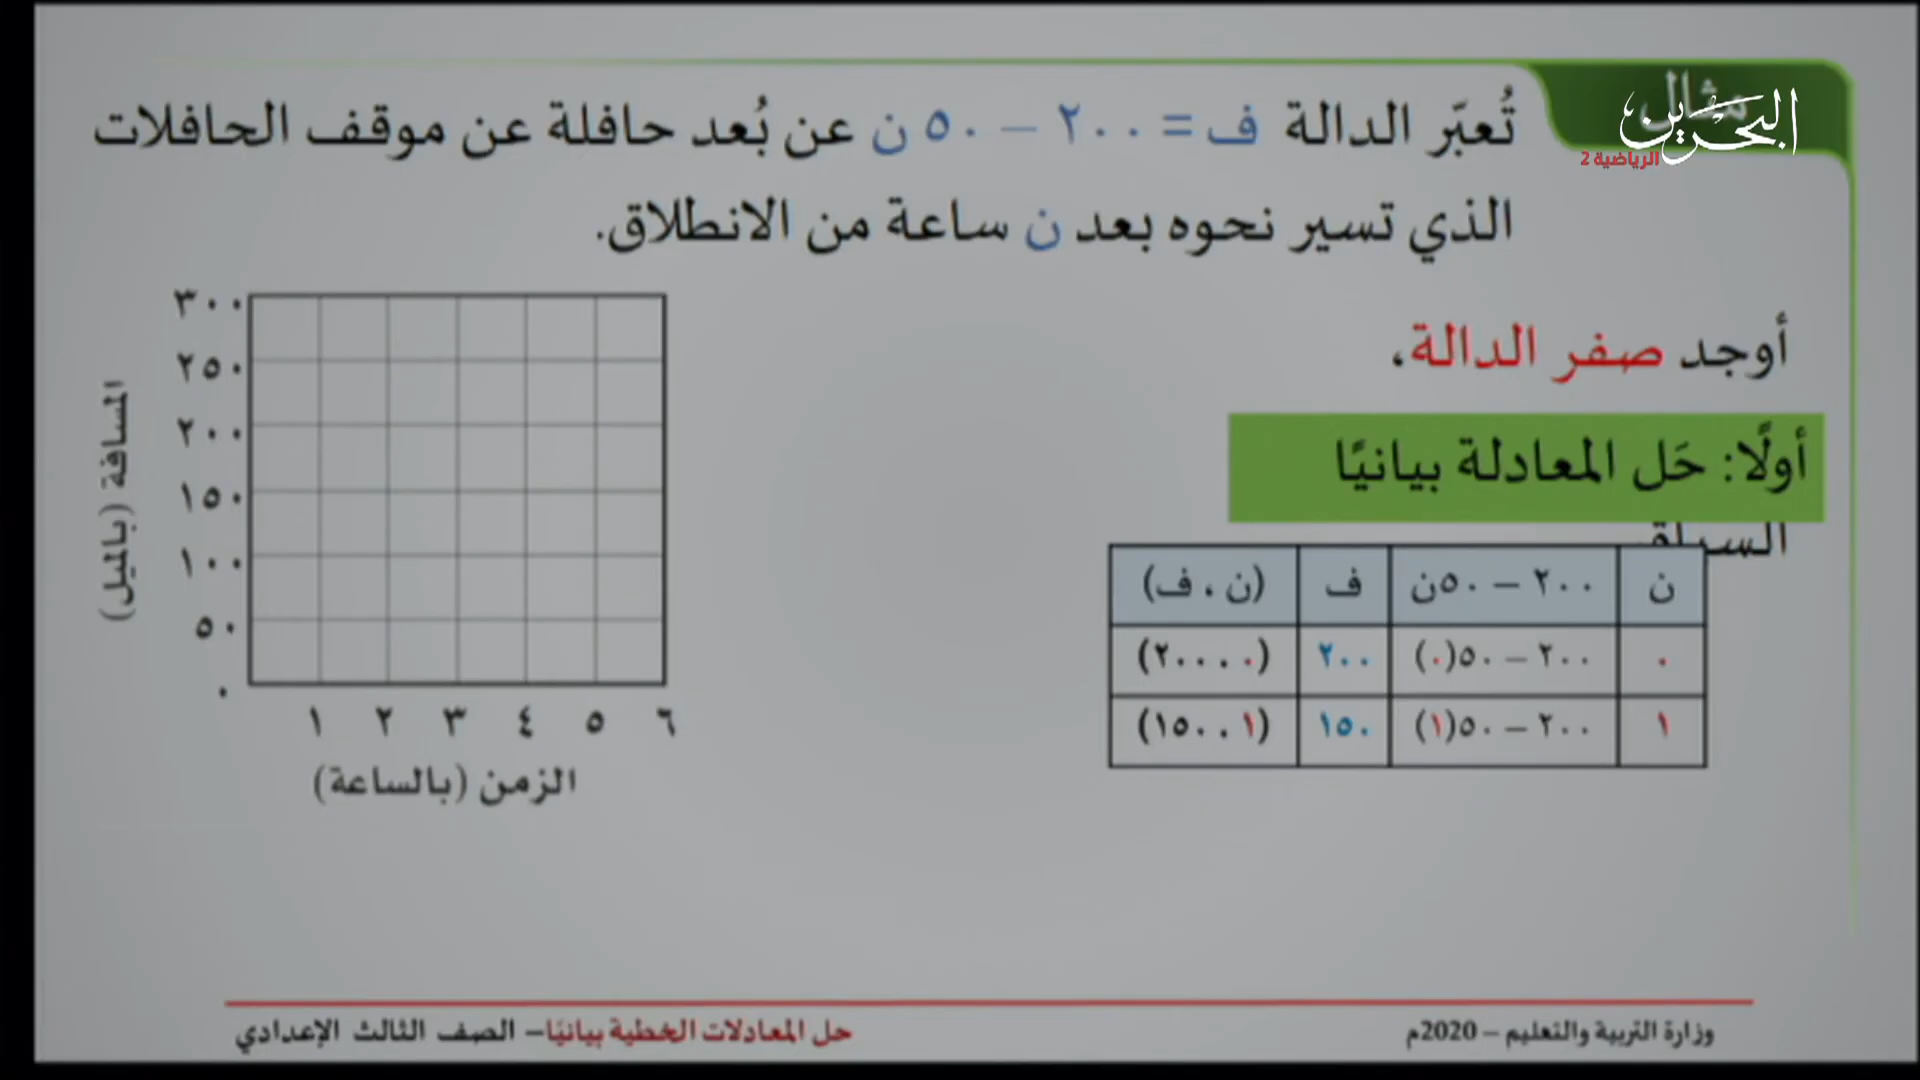 مثال
البحرين
الرياضية 2
تُعبّر الدالة ف = ٢٠٠ – ٥٠ ن عن بُعد حافلة عن موقف الحافلات
الذي تسير نحوه بعد ن ساعة من الانطلاق.
أوجد صفر الدالة،
أولًا: حَل المعادلة بيانيًا
ن ٢٠٠ – ٥٠ن ف (ن ، ف)
٠ ٢٠٠ – ٥٠(٠) ٢٠٠ (٠ ، ٢٠٠)
١ ٢٠٠ – ٥٠(١) ١٥٠ (١ ، ١٥٠)
المسافة (بالميل)
٣٠٠
٢٥٠
٢٠٠
١٥٠
١٠٠
٥٠
٠
١ ٢ ٣ ٤ ٥ ٦
الزمن (بالساعة)
وزارة التربية والتعليم – 2020م
حل المعادلات الخطية بيانيًا – الصف الثالث الإعدادي